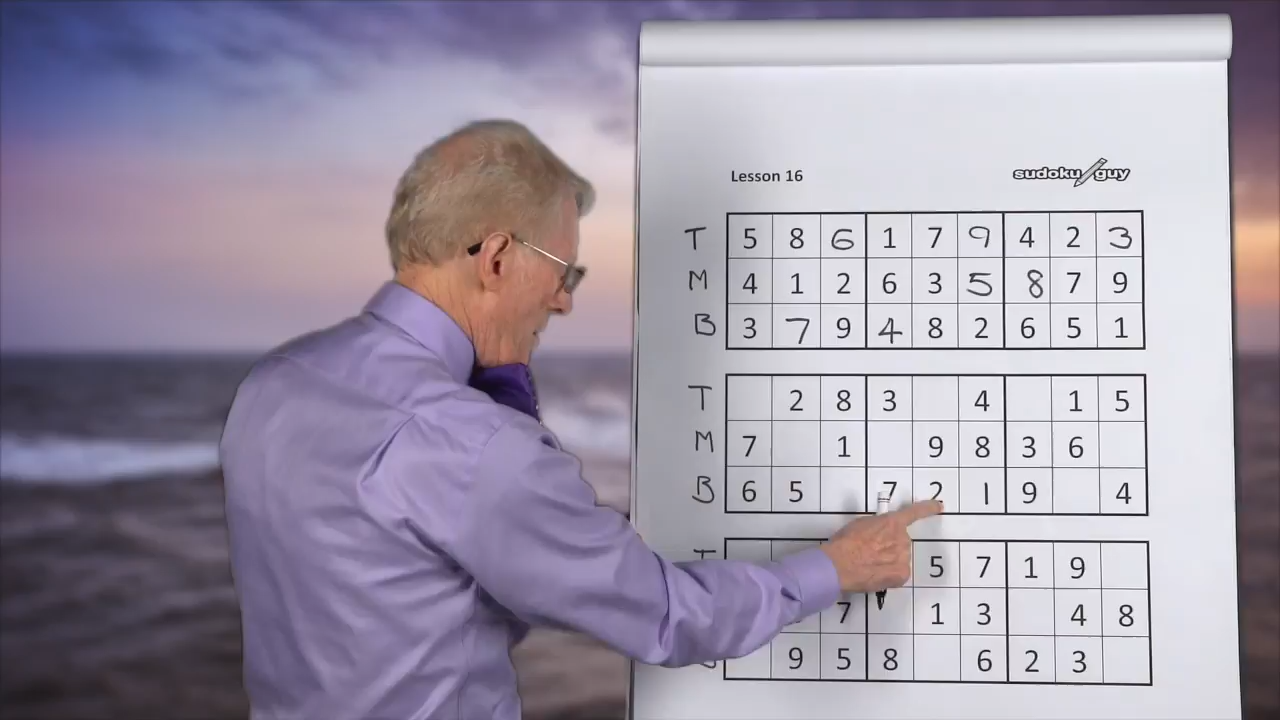 Lesson 16 sudoku guy
T 5 8 6 1 7 9 4 2 3
M 4 1 2 6 3 5 8 7 9
B 3 7 9 4 8 2 6 5 1
T 2 8 3 4 1 5
M 7 1 9 8 3 6
B 6 5 7 2 1 9 4
5 7 1 9
7 1 3 4 8
9 5 8 6 2 3